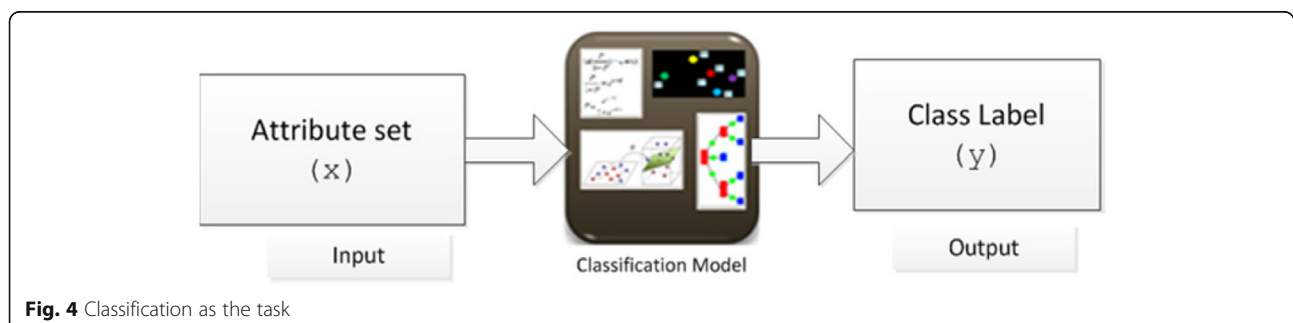 Attribute set
(x)
Input
Classification Model
Class Label
(y)
Output
Fig. 4 Classification as the task